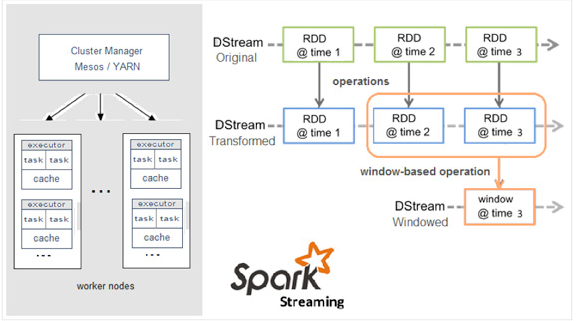 Cluster Manager
Mesos / YARN
executor
task task
cache
executor
task task
cache
...
...
executor
task task
cache
executor
task task
cache
...
worker nodes
DStream
Original
RDD
@ time 1
RDD
@ time 2
RDD
@ time 3
operations
DStream
Transformed
RDD
@ time 1
RDD
@ time 2
RDD
@ time 3
window-based operation
DStream
Windowed
window
@ time 3
Spark
Streaming